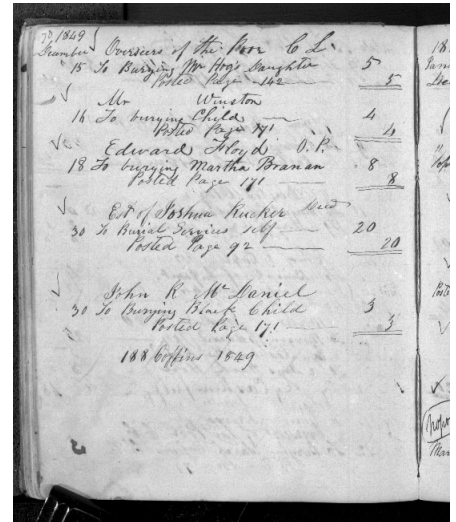 1849
December Overseers of the Poor C L
15 To Burying Mr Hog's Daughter 5
Posted Page 142 5
Mr Winston
16 To burying Child 4
Posted Page 171 4
Edward Floyd O. P.
18 To burying Martha Branan 8
Posted Page 171 8
Est of Joshua Rucker Decd
30 To Burial Services self 20
Posted Page 92 20
John R McDaniel
30 To Burying Black Child 3
Posted Page 171 3
188 Coffins 1849